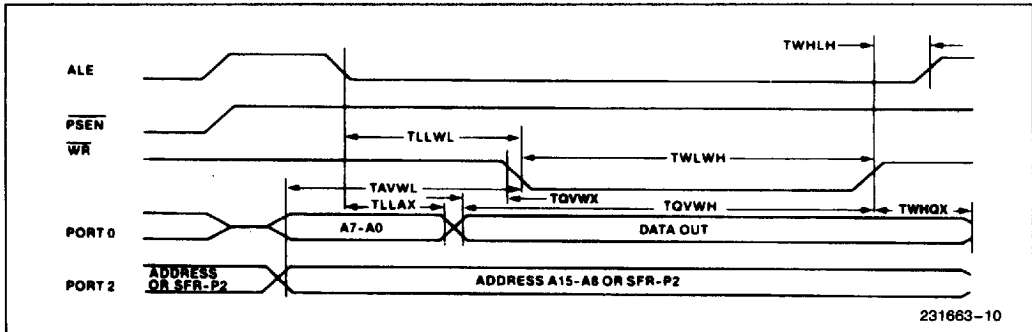 TWHLH
ALE
PSEN
TLLWL
WR
TWLWH
TAVWL
TQVWX
TLLAX
TQVWH
TWHQX
PORT 0
A7-A0
DATA OUT
ADDRESS
OR SFR-P2
PORT 2
ADDRESS A15-A8 OR SFR-P2
231663-10